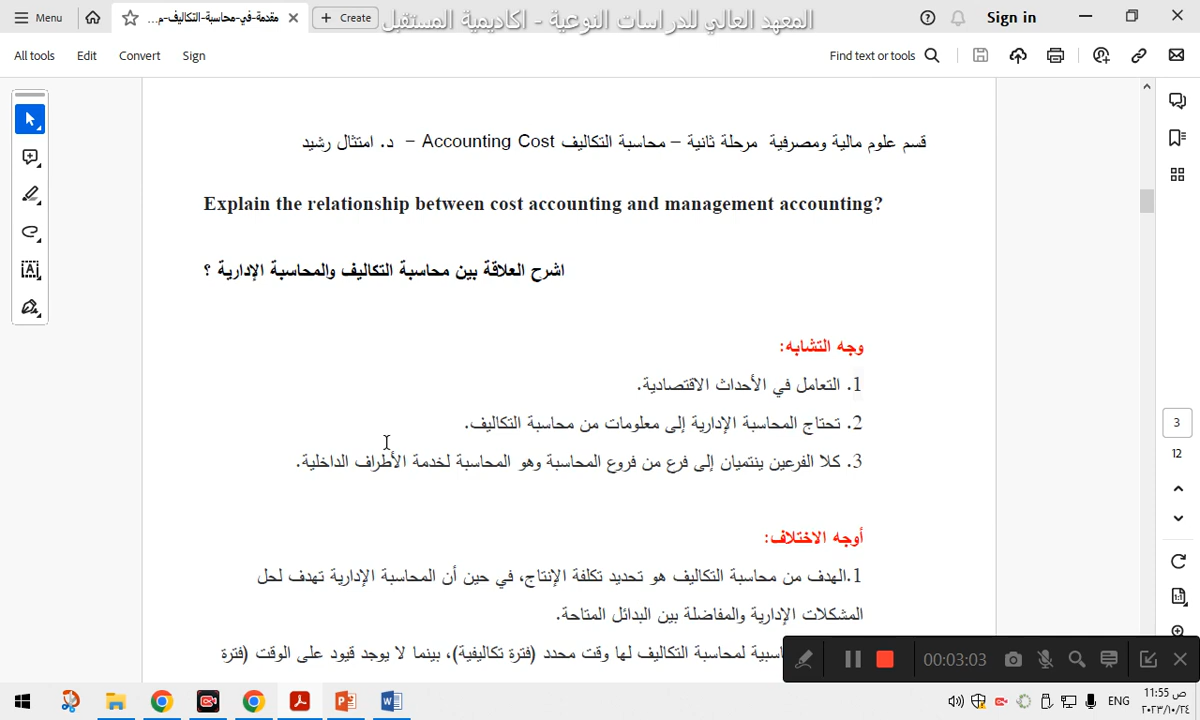 Menu
مقدمة-في-محاسبة-التكاليف-م...
Create
المعهد العالي للدراسات النوعية - اكاديمية المستقبل
Sign in
All tools
Edit
Convert
Sign
Find text or tools
قسم علوم مالية ومصرفية مرحلة ثانية – محاسبة التكاليف Accounting Cost – د. امتثال رشيد
Explain the relationship between cost accounting and management accounting?
اشرح العلاقة بين محاسبة التكاليف والمحاسبة الإدارية ؟
وجه التشابه:
1. التعامل في الأحداث الاقتصادية.
2. تحتاج المحاسبة الإدارية إلى معلومات من محاسبة التكاليف.
3. كلا الفرعين ينتميان إلى فرع من فروع المحاسبة وهو المحاسبة لخدمة الأطراف الداخلية.
أوجه الاختلاف:
1.الهدف من محاسبة التكاليف هو تحديد تكلفة الإنتاج، في حين أن المحاسبة الإدارية تهدف لحل
المشكلات الإدارية والمفاضلة بين البدائل المتاحة.
لمحاسبة التكاليف لها وقت محدد (فترة تكاليفية)، بينما لا يوجد قيود على الوقت (فترة
3
12
00:03:03
ENG
11:55 ص
٢٠٢٣/١٠/٢٤